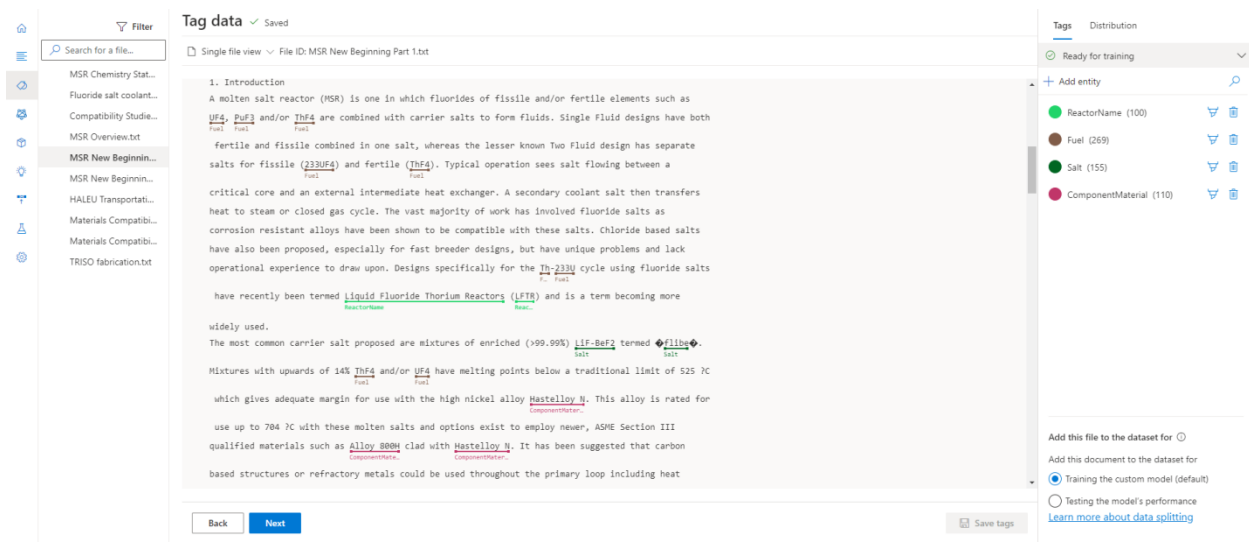 Filter
Search for a file...
MSR Chemistry Stat...
Fluoride salt coolant...
Compatibility Studie...
MSR Overview.txt
MSR New Beginnin...
MSR New Beginnin...
HALEU Transportati...
Materials Compatibi...
Materials Compatibi...
TRISO fabrication.txt
Tag data Saved
Single file view File ID: MSR New Beginning Part 1.txt
1. Introduction
A molten salt reactor (MSR) is one in which fluorides of fissile and/or fertile elements such as
UF4, PuF3 and/or ThF4 are combined with carrier salts to form fluids. Single Fluid designs have both
Fuel Fuel Fuel
fertile and fissile combined in one salt, whereas the lesser known Two Fluid design has separate
salts for fissile (233UF4) and fertile (ThF4). Typical operation sees salt flowing between a
Fuel Fuel
critical core and an external intermediate heat exchanger. A secondary coolant salt then transfers
heat to steam or closed gas cycle. The vast majority of work has involved fluoride salts as
corrosion resistant alloys have been shown to be compatible with these salts. Chloride based salts
have also been proposed, especially for fast breeder designs, but have unique problems and lack
operational experience to draw upon. Designs specifically for the Th-233U cycle using fluoride salts
F... Fuel
have recently been termed Liquid Fluoride Thorium Reactors (LFTR) and is a term becoming more
ReactorName Reac...
widely used.
The most common carrier salt proposed are mixtures of enriched (>99.99%) LiF-BeF2 termed �flibe�.
Salt Salt
Mixtures with upwards of 14% ThF4 and/or UF4 have melting points below a traditional limit of 525 ?C
Fuel Fuel
which gives adequate margin for use with the high nickel alloy Hastelloy N. This alloy is rated for
ComponentMater...
use up to 704 ?C with these molten salts and options exist to employ newer, ASME Section III
qualified materials such as Alloy 800H clad with Hastelloy N. It has been suggested that carbon
ComponentMate... ComponentMater...
based structures or refractory metals could be used throughout the primary loop including heat
Back Next Save tags
Tags Distribution
Ready for training
Add entity
ReactorName (100)
Fuel (269)
Salt (155)
ComponentMaterial (110)
Add this file to the dataset for
Add this document to the dataset for
Training the custom model (default)
Testing the model's performance
Learn more about data splitting